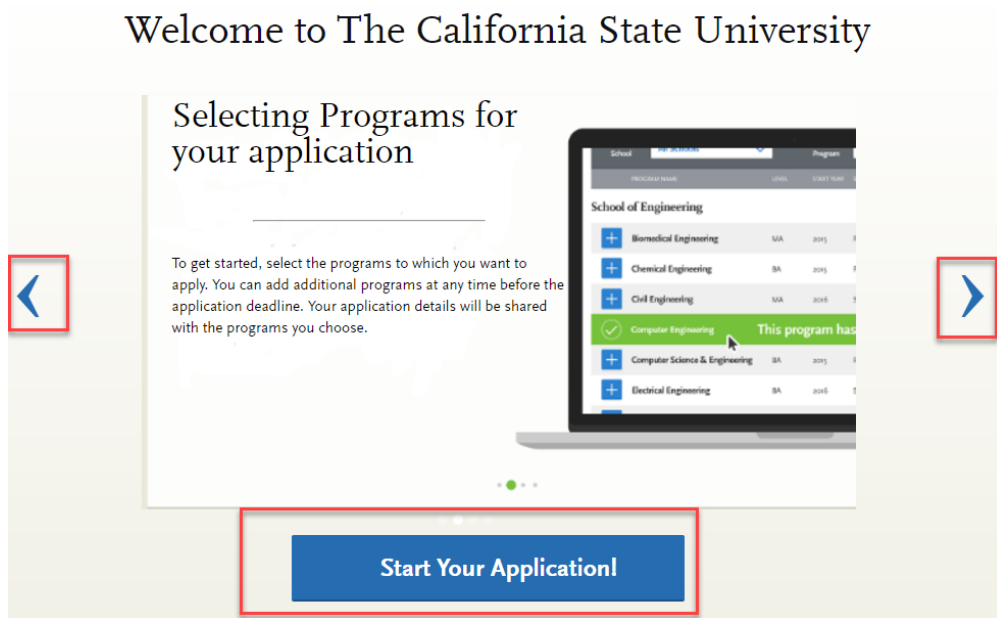 Welcome to The California State University
Selecting Programs for
your application
To get started, select the programs to which you want to
apply. You can add additional programs at any time before the
application deadline. Your application details will be shared
with the programs you choose.
School All Schools Program
PROGRAM NAME LEVEL START YEAR
School of Engineering
Biomedical Engineering MA 2015
Chemical Engineering BA 2015
Civil Engineering MA 2016
Computer Engineering This program has
Computer Science & Engineering BA 2015
Electrical Engineering BA 2016
Start Your Application!